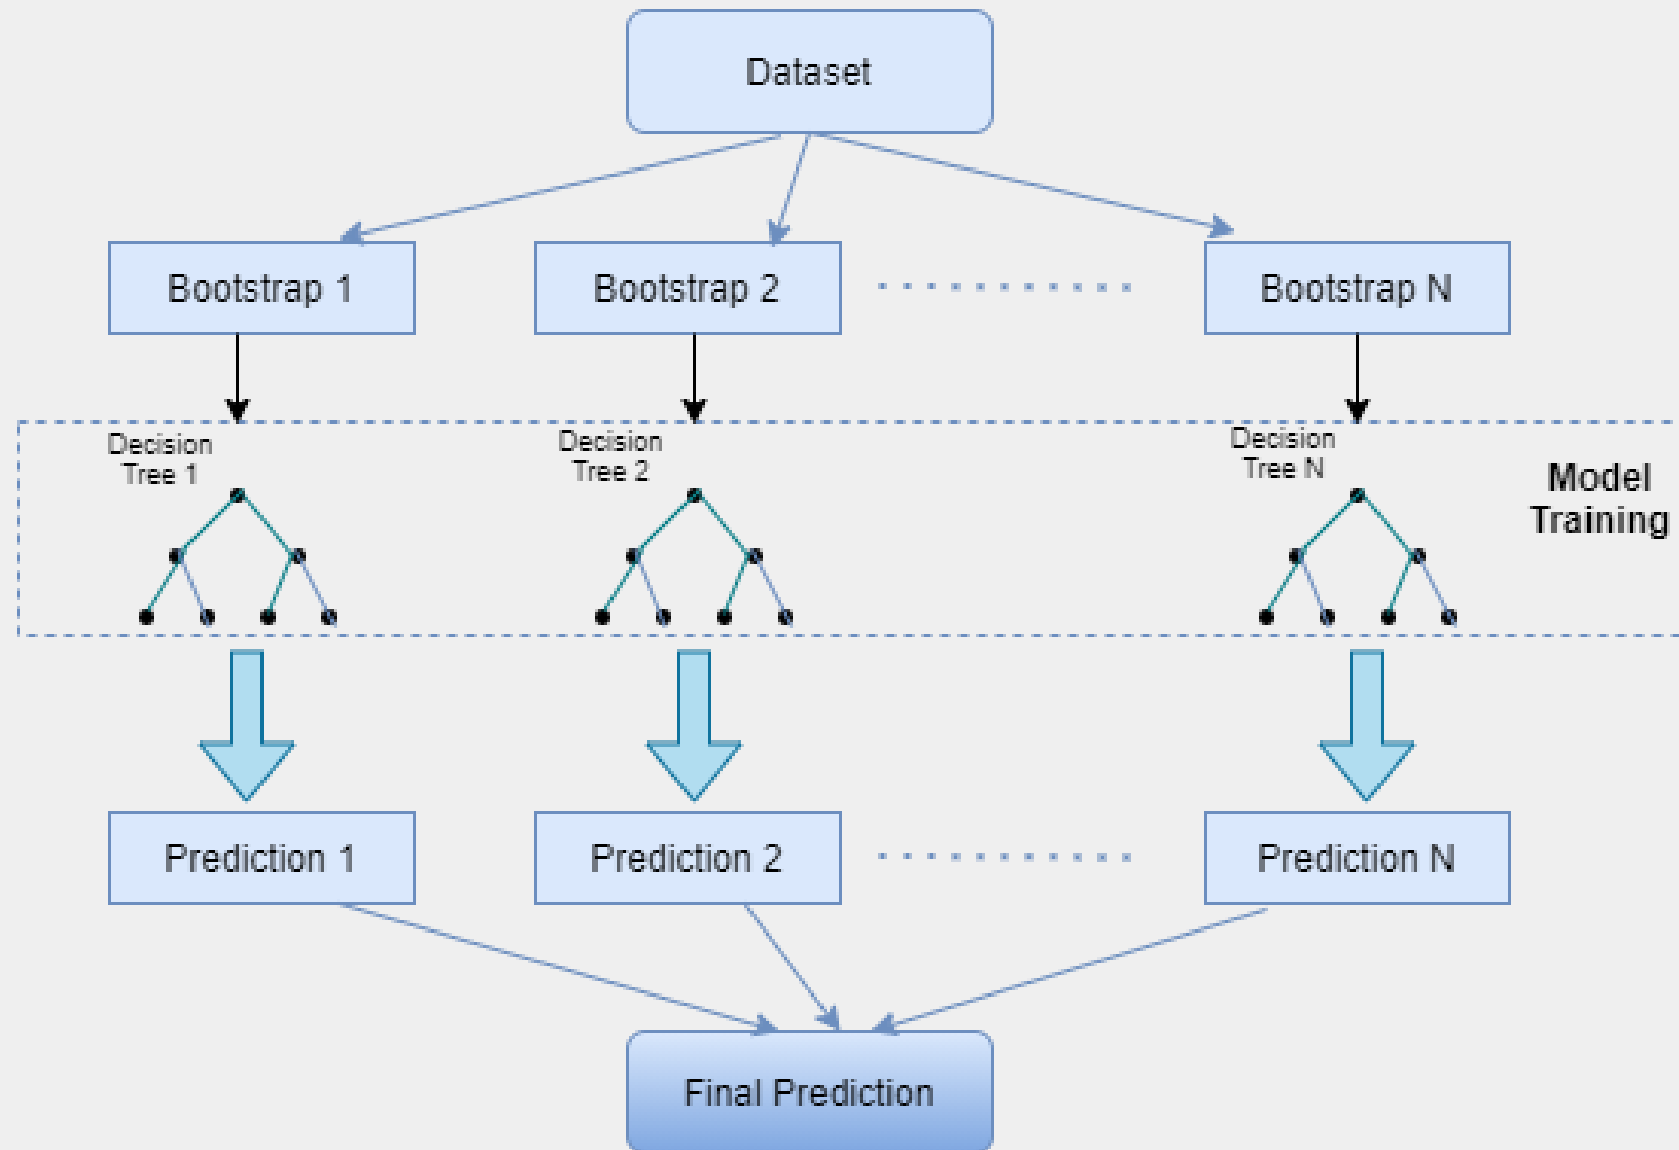 Dataset
Bootstrap 1
Bootstrap 2
Bootstrap N
Decision
Tree 1
Decision
Tree 2
Decision
Tree N
Model
Training
Prediction 1
Prediction 2
Prediction N
Final Prediction